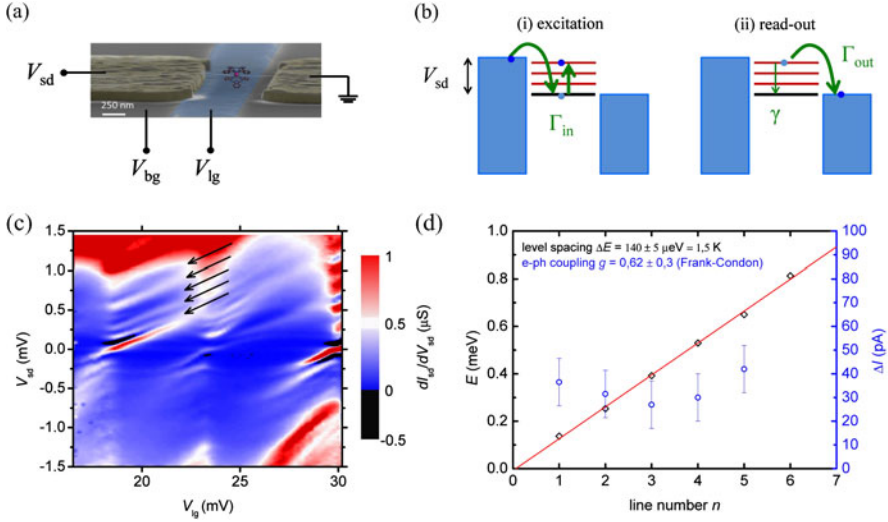 (a)
V_sd
250 nm
V_bg
V_lg
(b)
(i) excitation
(ii) read-out
V_sd
Γ_in
Γ_out
γ
(c)
1.5
1.0
0.5
0.0
-0.5
-1.0
-1.5
V_sd (mV)
20
25
30
V_lg (mV)
1
0.5
0
-0.5
dI_sd/dV_sd (µS)
(d)
level spacing ΔE = 140 ± 5 µeV = 1,5 K
e-ph coupling g = 0,62 ± 0,3 (Frank-Condon)
1.0
0.8
0.6
0.4
0.2
0.0
E (meV)
0
1
2
3
4
5
6
7
line number n
100
90
80
70
60
50
40
30
20
10
0
ΔI (pA)